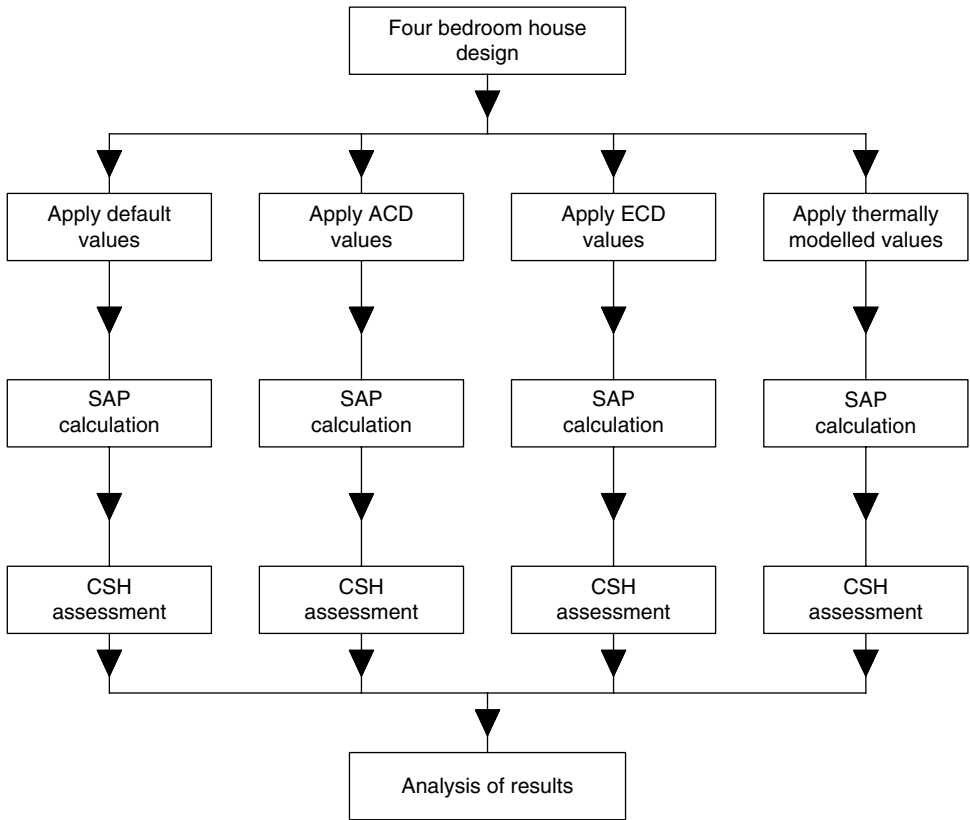 Four bedroom house
design
Apply default
values
Apply ACD
values
Apply ECD
values
Apply thermally
modelled values
SAP
calculation
SAP
calculation
SAP
calculation
SAP
calculation
CSH
assessment
CSH
assessment
CSH
assessment
CSH
assessment
Analysis of results